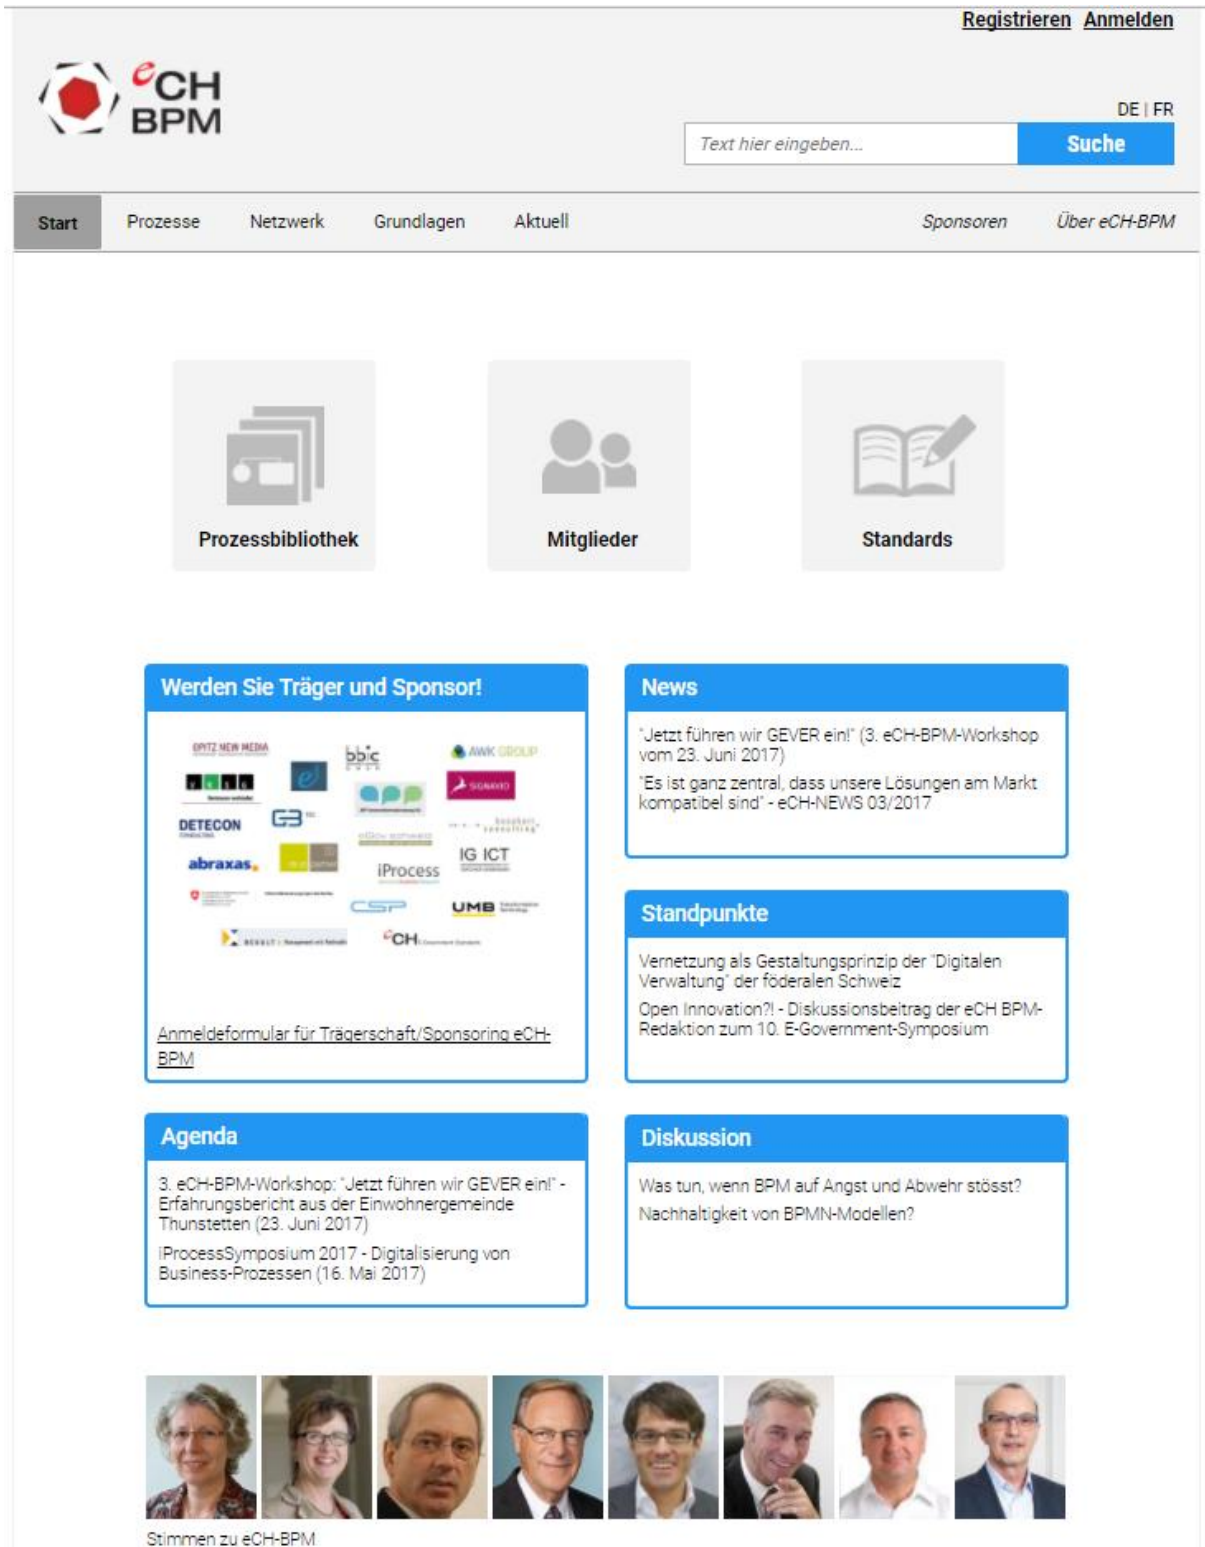 Registrieren Anmelden
eCH
BPM
DE | FR
Text hier eingeben...
Suche
Start
Prozesse
Netzwerk
Grundlagen
Aktuell
Sponsoren
Über eCH-BPM
Prozessbibliothek
Mitglieder
Standards
Werden Sie Träger und Sponsor!
OPITZ NEW MEDIA
bbic
AWK GROUP
SIGNAVIO
DETECON
CONSULTING
abraxas
iProcess
IG ICT
CSP
UMB
eCH
Anmeldeformular für Trägerschaft/Sponsoring eCH-
BPM
News
"Jetzt führen wir GEVER ein!" (3. eCH-BPM-Workshop
vom 23. Juni 2017)
"Es ist ganz zentral, dass unsere Lösungen am Markt
kompatibel sind" - eCH-NEWS 03/2017
Standpunkte
Vernetzung als Gestaltungsprinzip der "Digitalen
Verwaltung" der föderalen Schweiz
Open Innovation?! - Diskussionsbeitrag der eCH BPM-
Redaktion zum 10. E-Government-Symposium
Agenda
3. eCH-BPM-Workshop: "Jetzt führen wir GEVER ein!" -
Erfahrungsbericht aus der Einwohnergemeinde
Thunstetten (23. Juni 2017)
IProcessSymposium 2017 - Digitalisierung von
Business-Prozessen (16. Mai 2017)
Diskussion
Was tun, wenn BPM auf Angst und Abwehr stösst?
Nachhaltigkeit von BPMN-Modellen?
Stimmen zu eCH-BPM